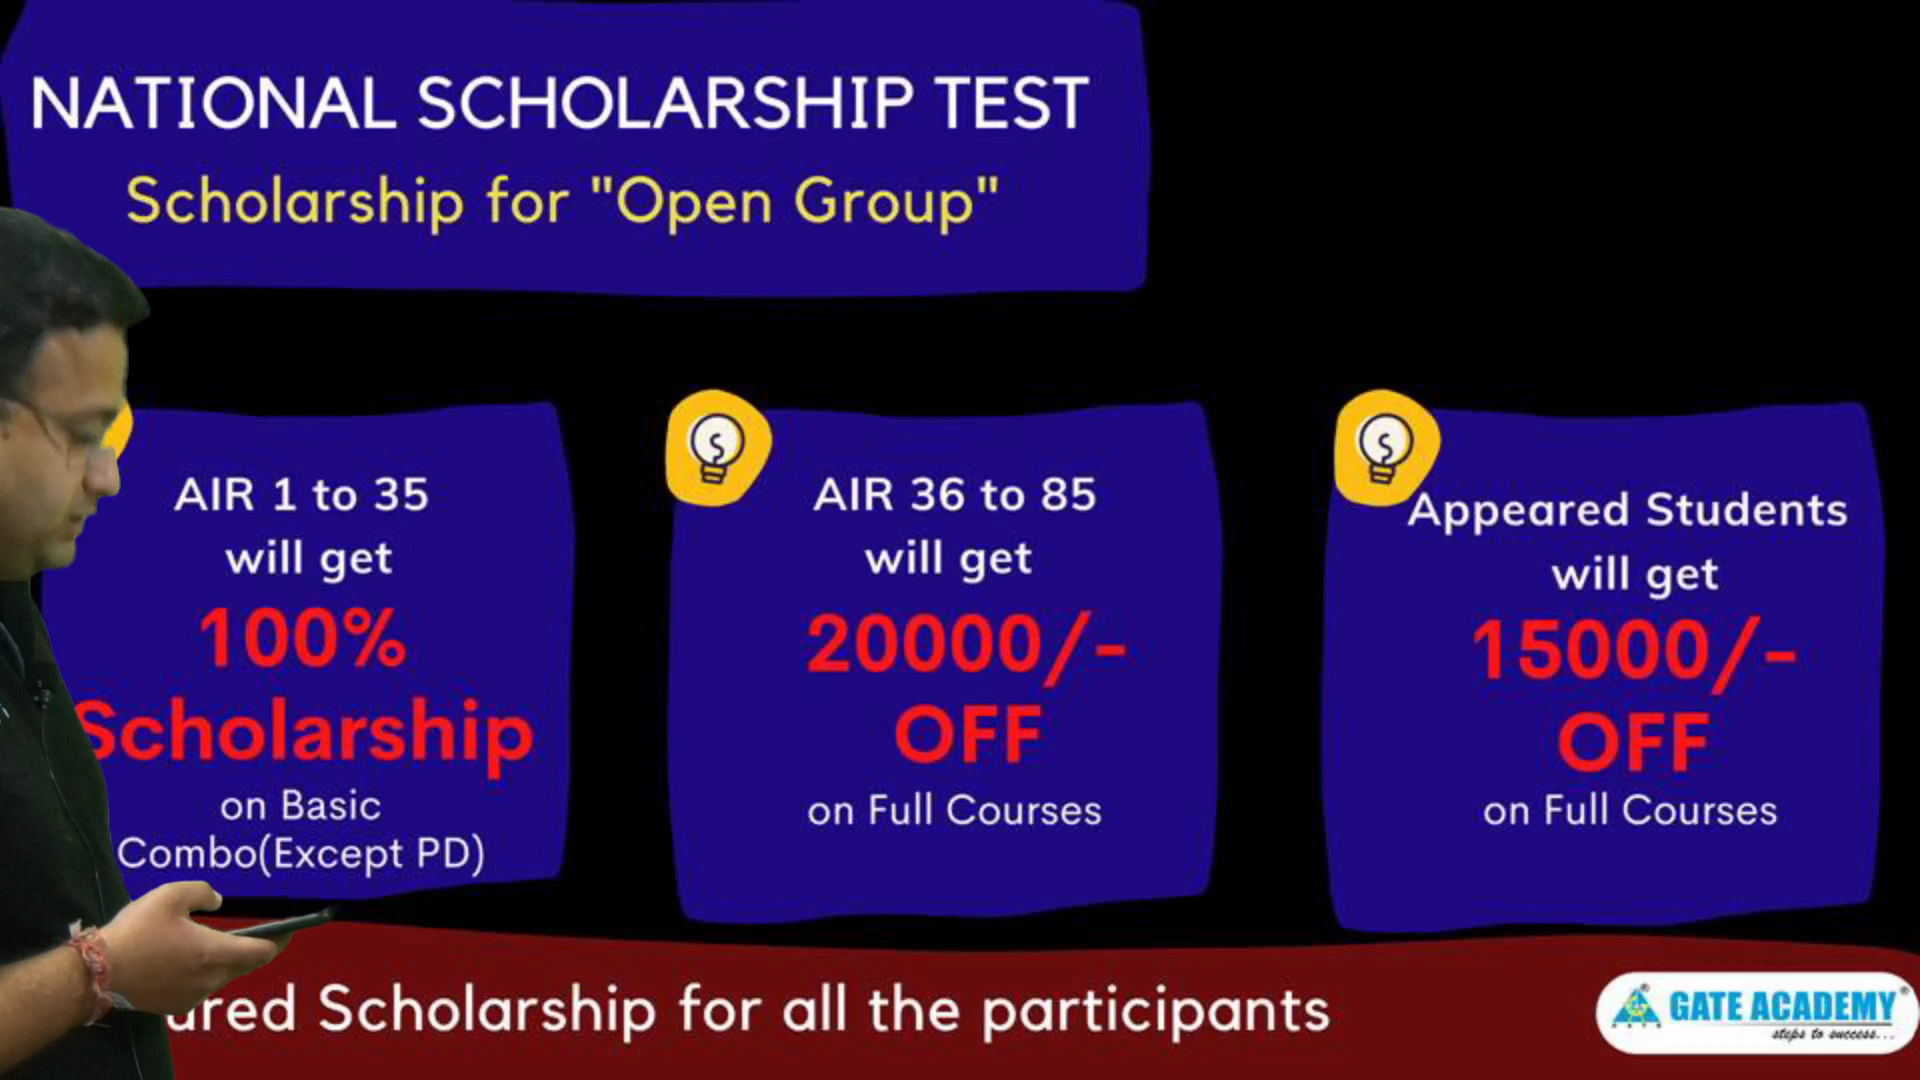 NATIONAL SCHOLARSHIP TEST
Scholarship for "Open Group"
AIR 1 to 35
will get
100%
Scholarship
on Basic
Combo(Except PD)
AIR 36 to 85
will get
20000/-
OFF
on Full Courses
Appeared Students
will get
15000/-
OFF
on Full Courses
Scholarship for all the participants
GATE ACADEMY®
steps to success...